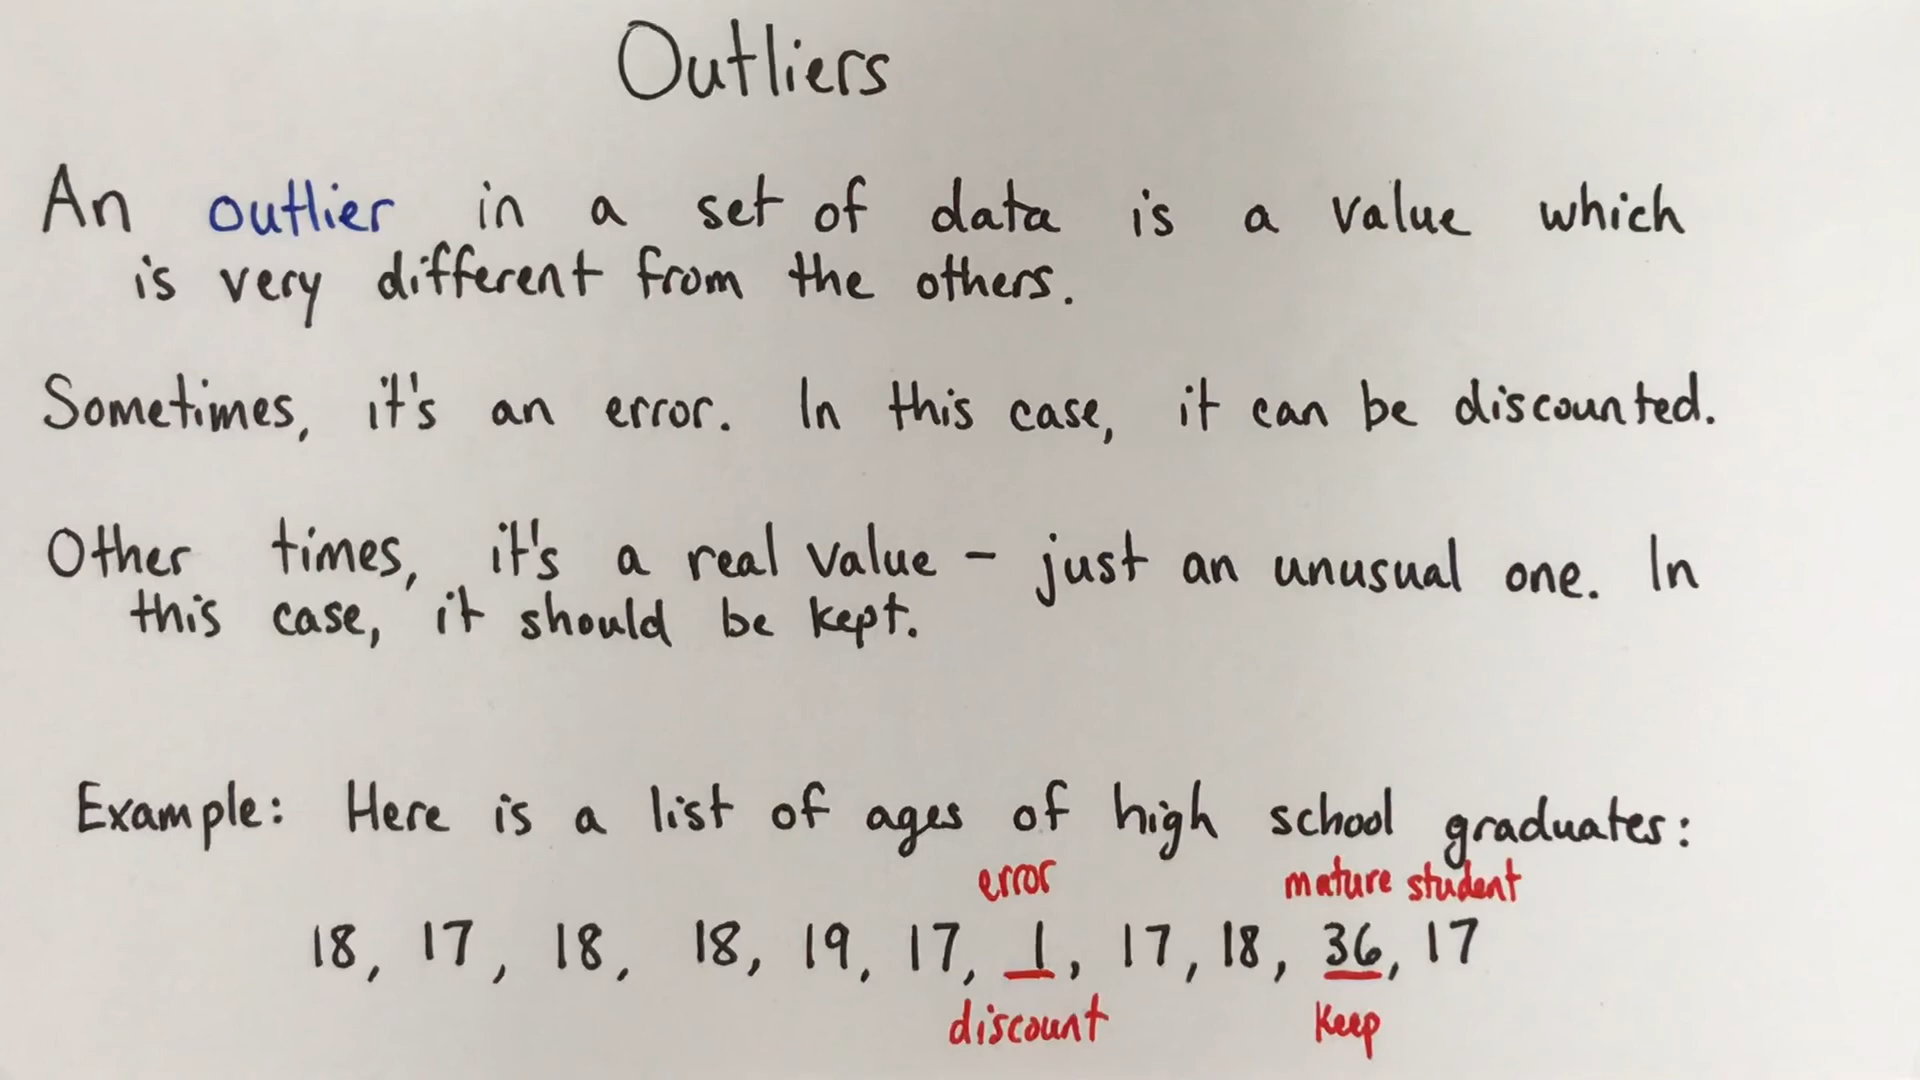 Outliers
An outlier in a set of data is a value which
is very different from the others.
Sometimes, it's an error. In this case, it can be discounted.
Other times, it's a real value - just an unusual one. In
this case, it should be kept.
Example: Here is a list of ages of high school graduates:
error mature student
18, 17, 18, 18, 19, 17, 1, 17, 18, 36, 17
discount keep